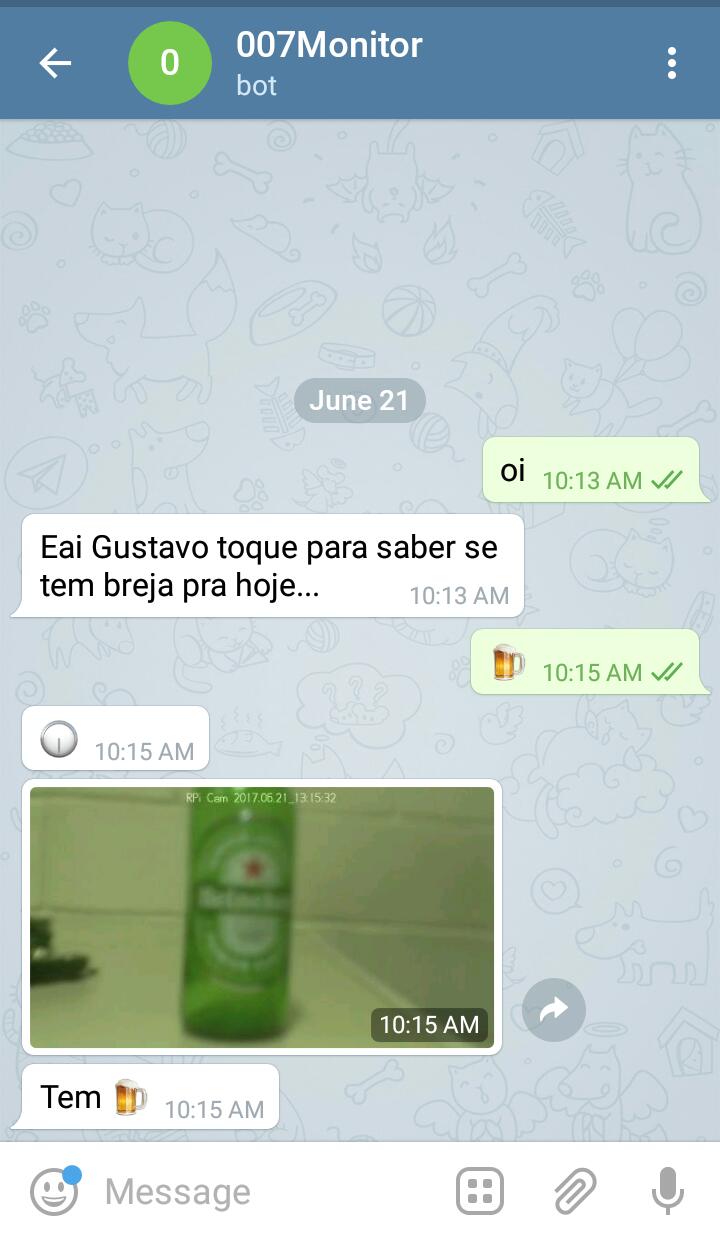 007Monitor
0
bot
June 21
oi 10:13 AM
Eai Gustavo toque para saber se
tem breja pra hoje... 10:13 AM
10:15 AM
10:15 AM
RPi Cam 2017.06.21_13:15:32
Heineken
10:15 AM
Tem 10:15 AM
Message